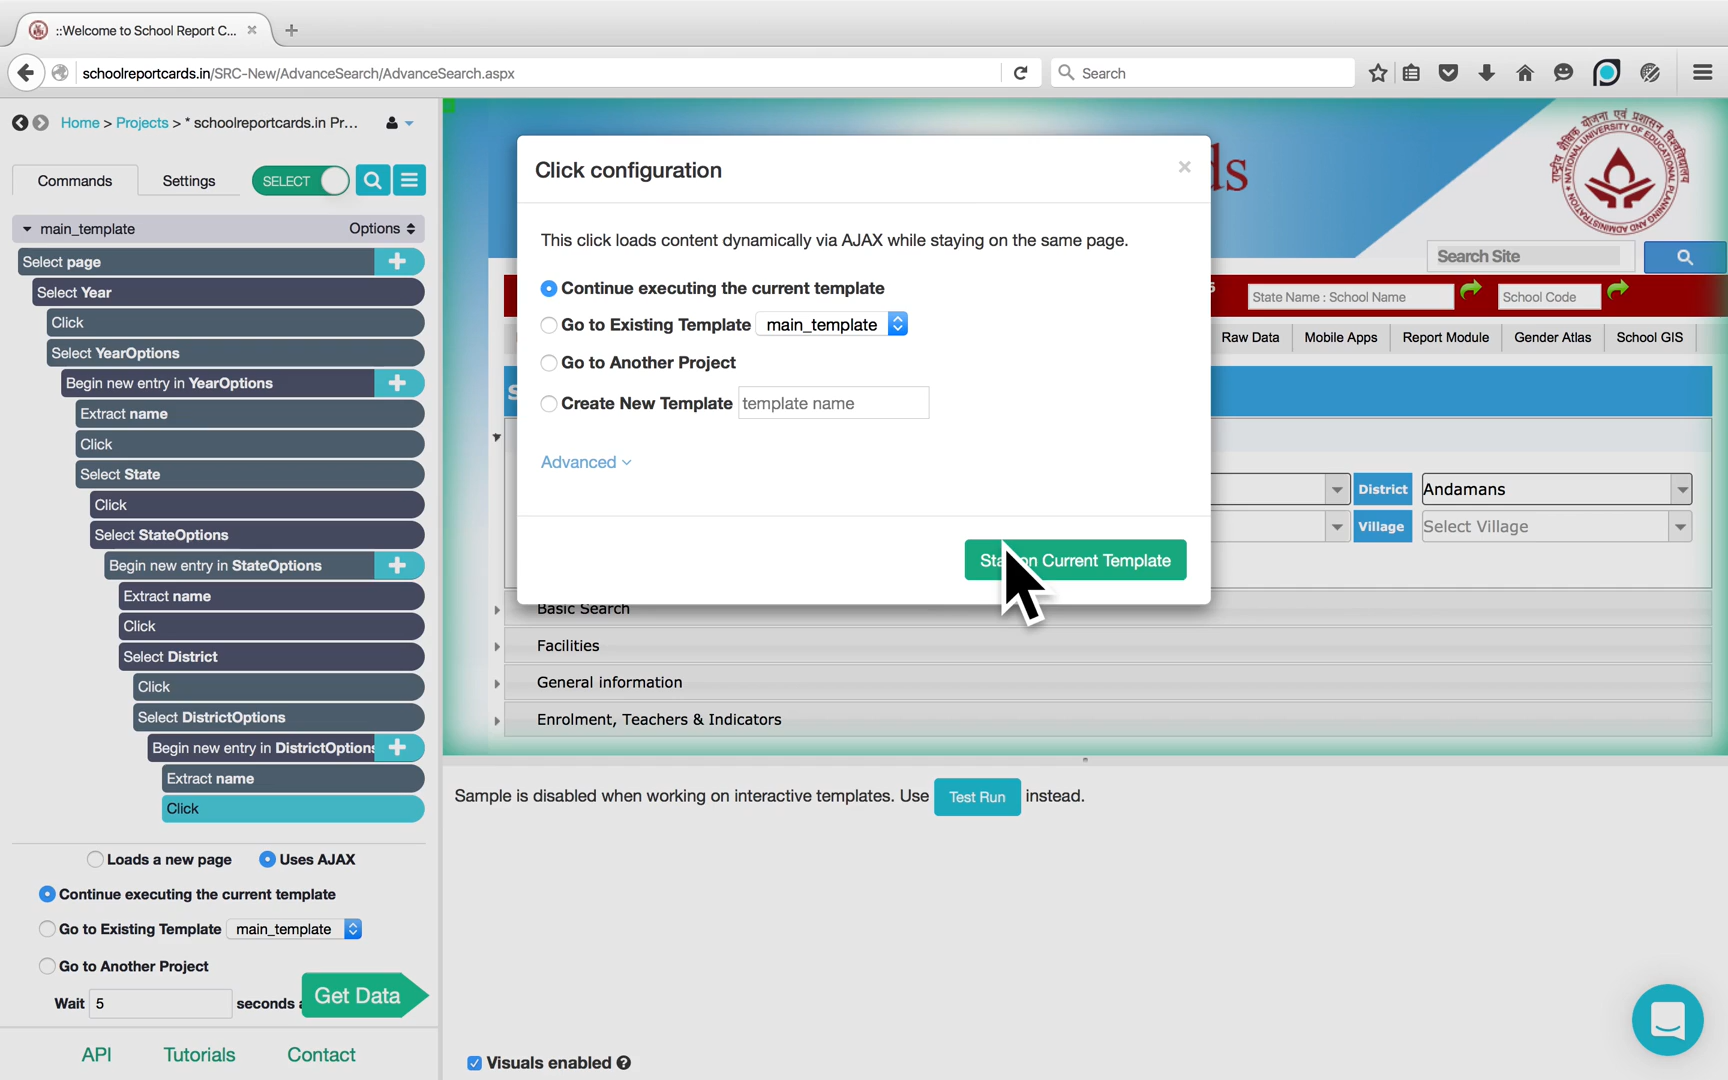 ::Welcome to School Report C...
schoolreportcards.in/SRC-New/AdvanceSearch/AdvanceSearch.aspx
Search
Home > Projects > * schoolreportcards.in Pr...
Commands
Settings
SELECT
main_template
Options
Select page
Select Year
Click
Select YearOptions
Begin new entry in YearOptions
Extract name
Click
Select State
Click
Select StateOptions
Begin new entry in StateOptions
Extract name
Click
Select District
Click
Select DistrictOptions
Begin new entry in DistrictOptions
Extract name
Click
Loads a new page
Uses AJAX
Continue executing the current template
Go to Existing Template
main_template
Go to Another Project
Wait
5
seconds
Get Data
API
Tutorials
Contact
Click configuration
×
This click loads content dynamically via AJAX while staying on the same page.
Continue executing the current template
Go to Existing Template
main_template
Go to Another Project
Create New Template
template name
Advanced
on Current Template
ds
Search Site
State Name : School Name
School Code
Raw Data
Mobile Apps
Report Module
Gender Atlas
School GIS
District
Andamans
Village
Select Village
Basic Search
Facilities
General information
Enrolment, Teachers & Indicators
Sample is disabled when working on interactive templates. Use
Test Run
instead.
Visuals enabled